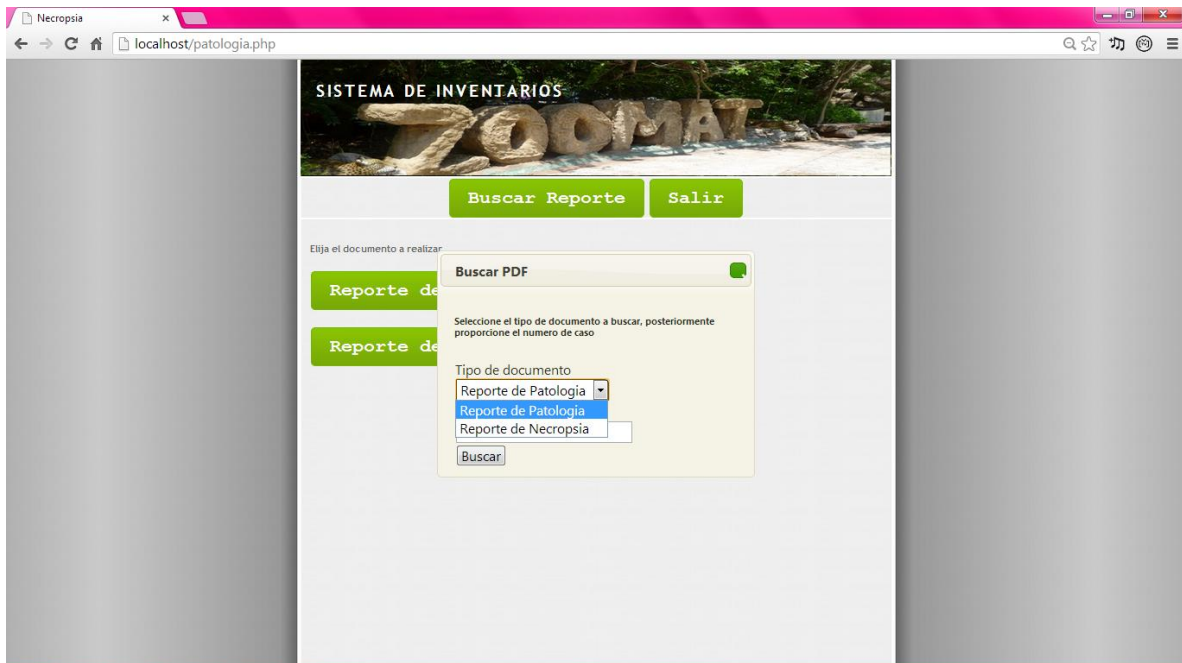 Necropsia
localhost/patologia.php
SISTEMA DE INVENTARIOS
ZOOMAT
Buscar Reporte
Salir
Elija el documento a realizar
Reporte de
Reporte de
Buscar PDF
Seleccione el tipo de documento a buscar, posteriormente
proporcione el numero de caso
Tipo de documento
Reporte de Patologia
Reporte de Patologia
Reporte de Necropsia
Buscar